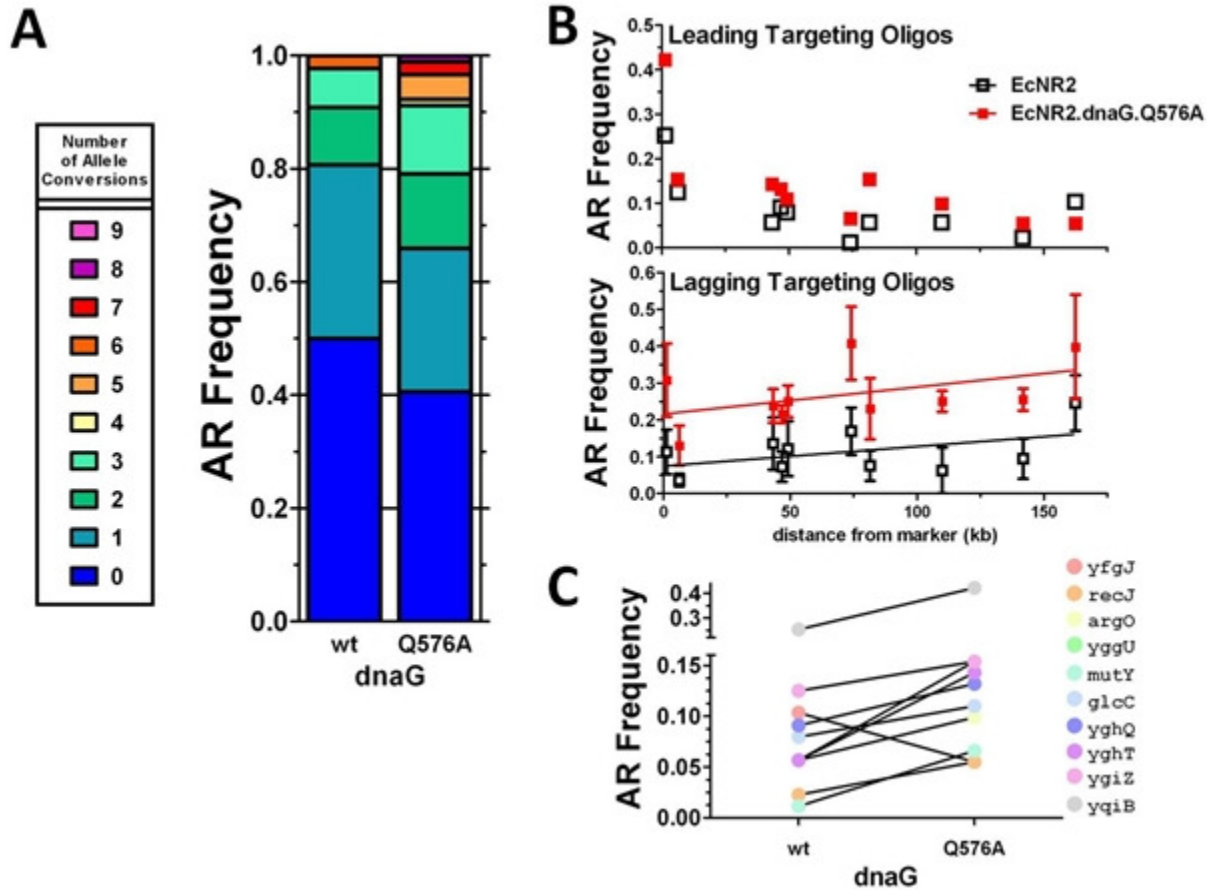 A
Number
of Allele
Conversions
9
8
7
6
5
4
3
2
1
0
AR Frequency
1.0
0.8
0.6
0.4
0.2
0.0
wt
Q576A
dnaG
B
Leading Targeting Oligos
AR Frequency
0.5
0.4
0.3
0.2
0.1
0.0
EcNR2
EcNR2.dnaG.Q576A
Lagging Targeting Oligos
AR Frequency
0.6
0.5
0.4
0.3
0.2
0.1
0.0
0
50
100
150
distance from marker (kb)
C
AR Frequency
0.4
0.3
0.15
0.10
0.05
0.00
wt
Q576A
dnaG
yfgJ
recJ
argO
yggU
mutY
glcC
yghQ
yghT
ygiZ
yqiB